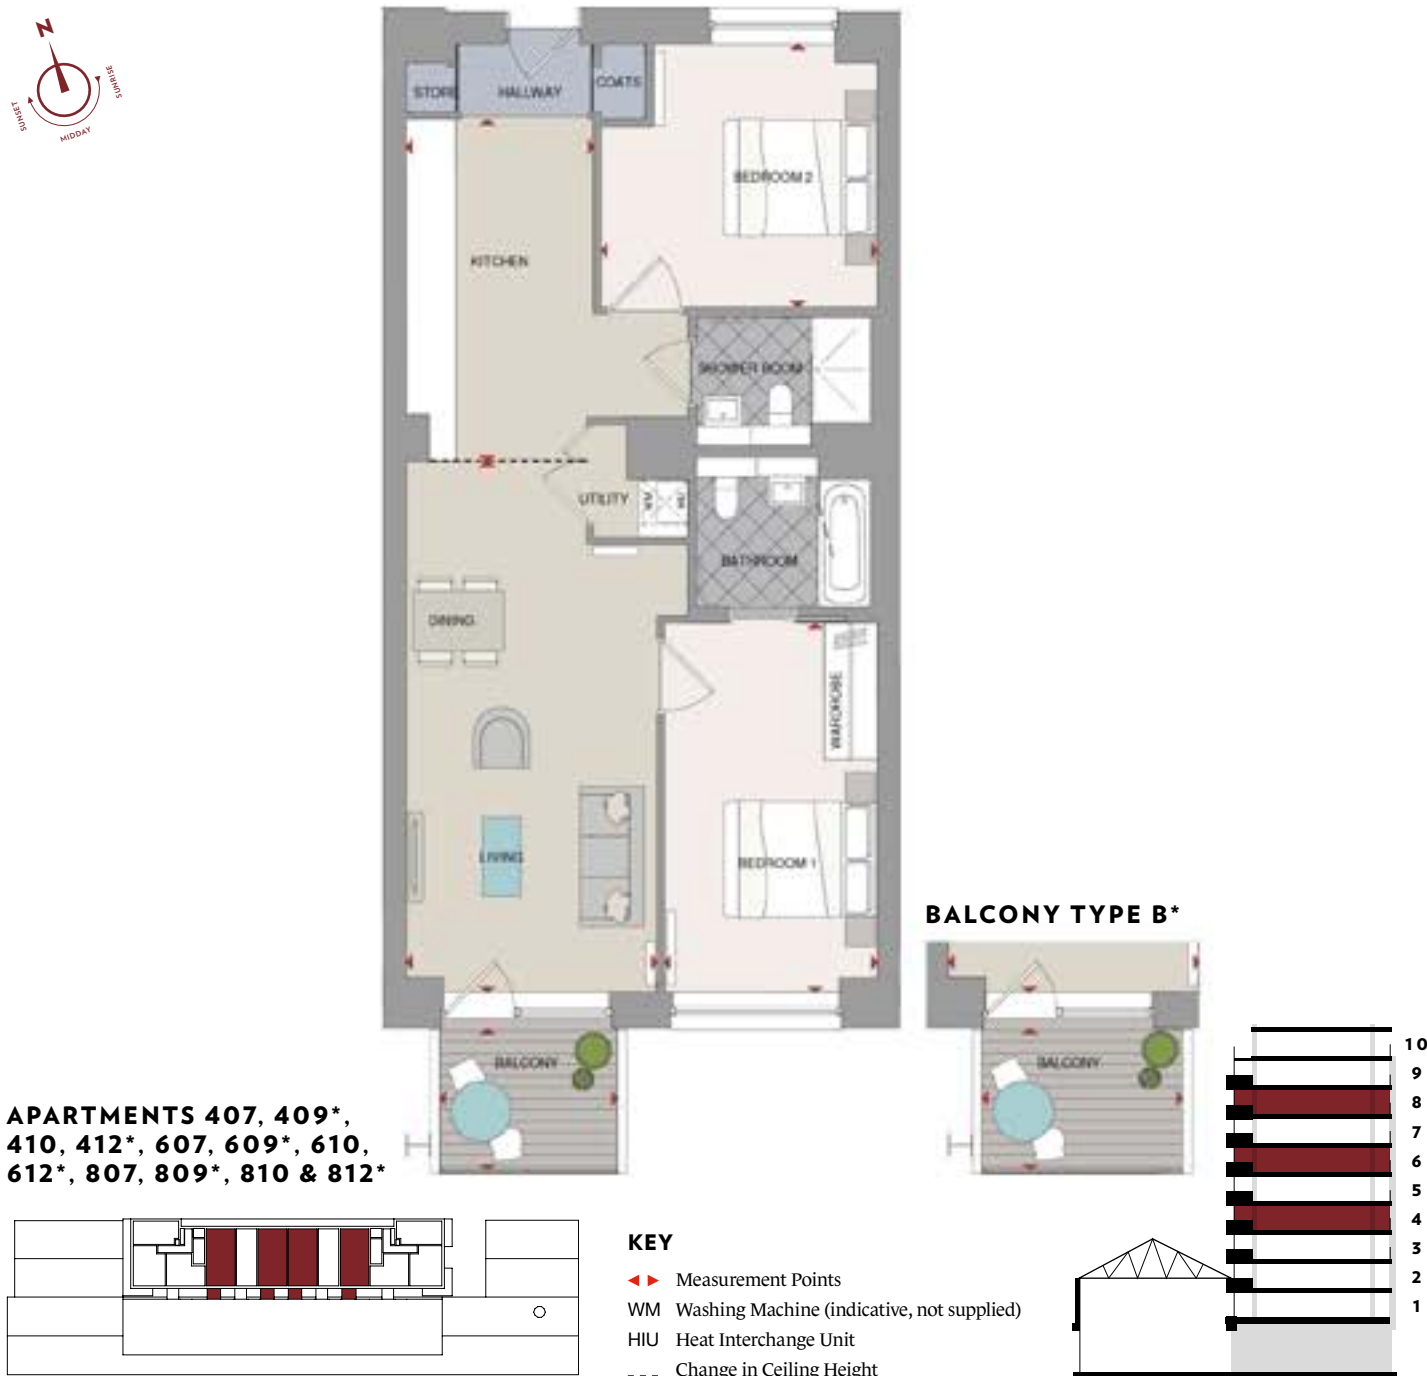 N
SUNRISE
SUNSET
MIDDAY
STORE
HALLWAY
COATS
BEDROOM 2
KITCHEN
SHOWER ROOM
UTILITY
WM
BATHROOM
DINING
WARDROBE
LIVING
BEDROOM 1
BALCONY
BALCONY TYPE B*
BALCONY
APARTMENTS 407, 409*,
410, 412*, 607, 609*, 610,
612*, 807, 809*, 810 & 812*
KEY
Measurement Points
WM Washing Machine (indicative, not supplied)
HIU Heat Interchange Unit
--- Change in Ceiling Height
10
9
8
7
6
5
4
3
2
1